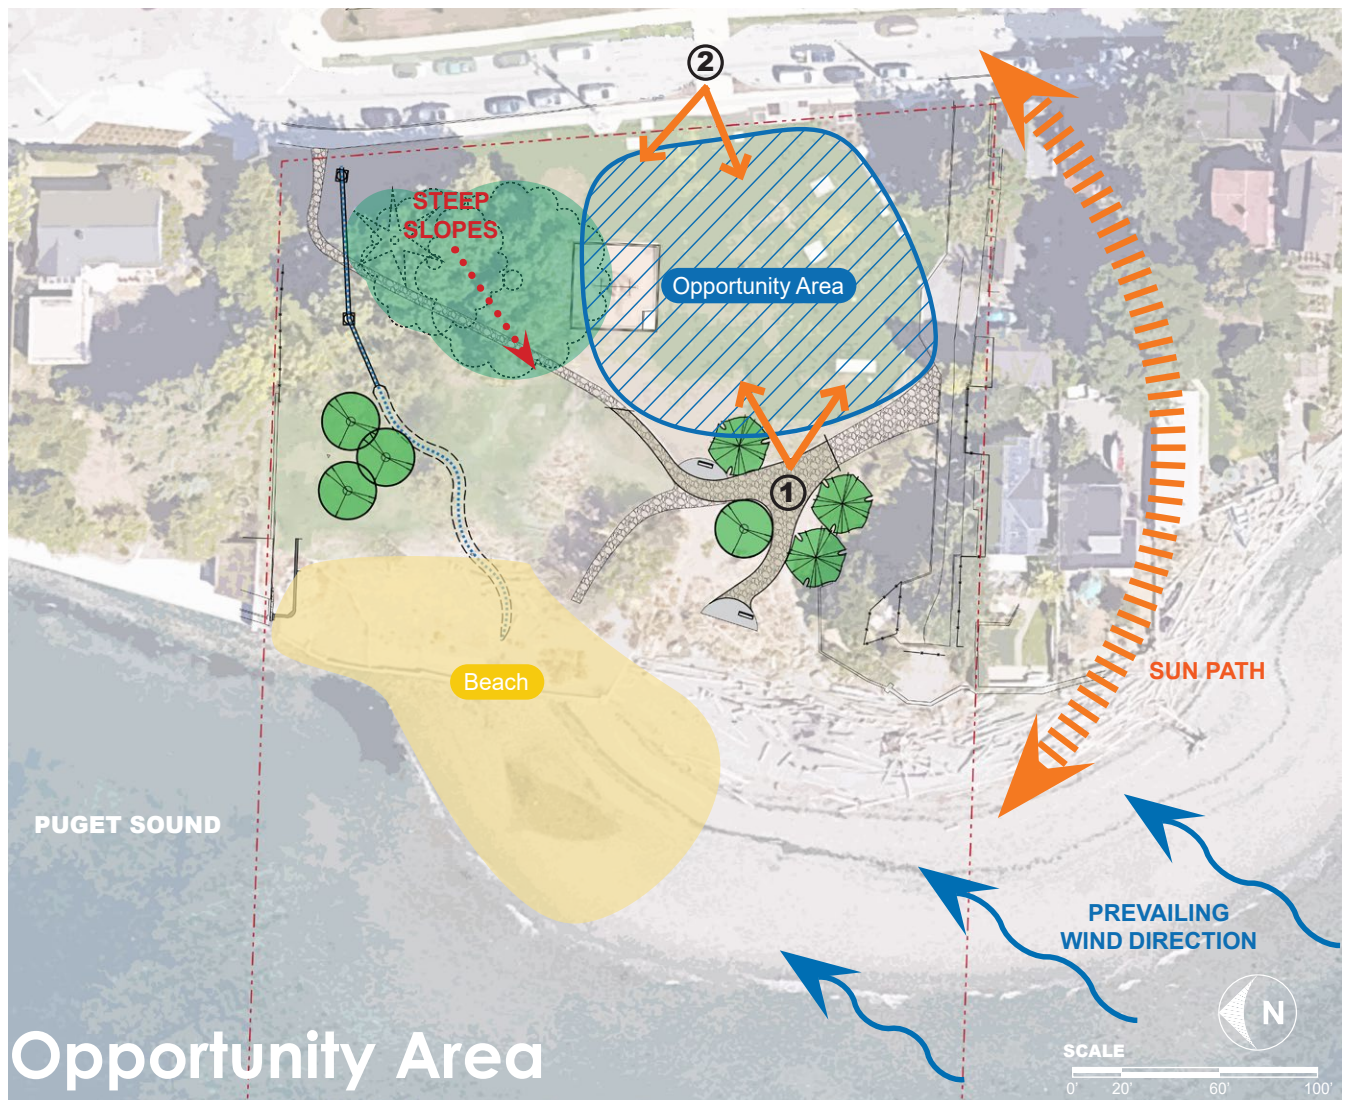 2
STEEP
SLOPES
Opportunity Area
1
SUN PATH
Beach
PUGET SOUND
PREVAILING
WIND DIRECTION
N
Opportunity Area
SCALE
0'
20'
60'
100'